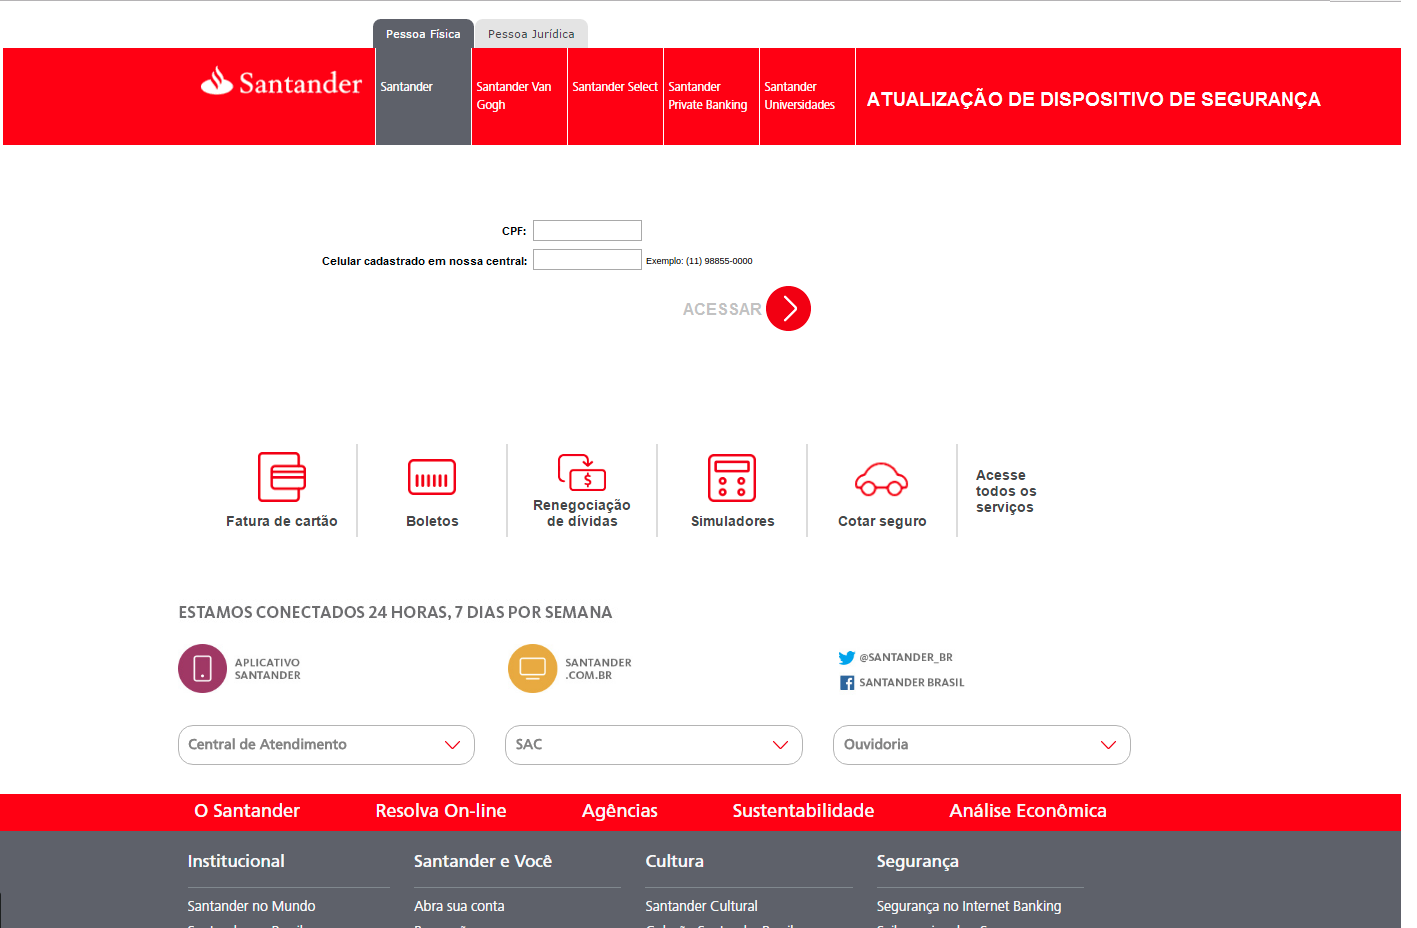 Pessoa Física
Pessoa Jurídica
Santander
Santander
Santander Van
Gogh
Santander Select
Santander
Private Banking
Santander
Universidades
ATUALIZAÇÃO DE DISPOSITIVO DE SEGURANÇA
CPF:
Celular cadastrado em nossa central:
Exemplo: (11) 98855-0000
ACESSAR
Fatura de cartão
Boletos
Renegociação
de dívidas
Simuladores
Cotar seguro
Acesse
todos os
serviços
ESTAMOS CONECTADOS 24 HORAS, 7 DIAS POR SEMANA
APLICATIVO
SANTANDER
SANTANDER
.COM.BR
@SANTANDER_BR
SANTANDER BRASIL
Central de Atendimento
SAC
Ouvidoria
O Santander
Resolva On-line
Agências
Sustentabilidade
Análise Econômica
Institucional
Santander e Você
Cultura
Segurança
Santander no Mundo
Abra sua conta
Santander Cultural
Segurança no Internet Banking